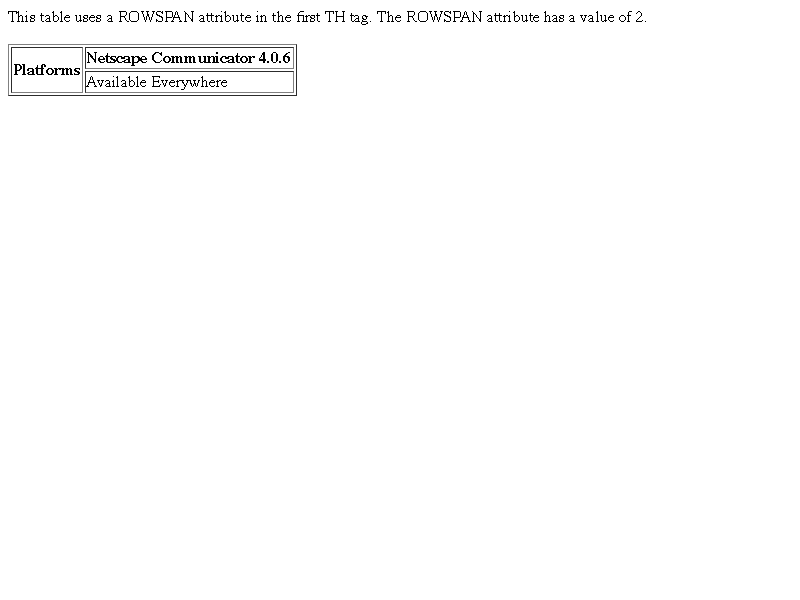 This table uses a ROWSPAN attribute in the first TH tag. The ROWSPAN attribute has a value of 2.
Platforms
Netscape Communicator 4.0.6
Available Everywhere